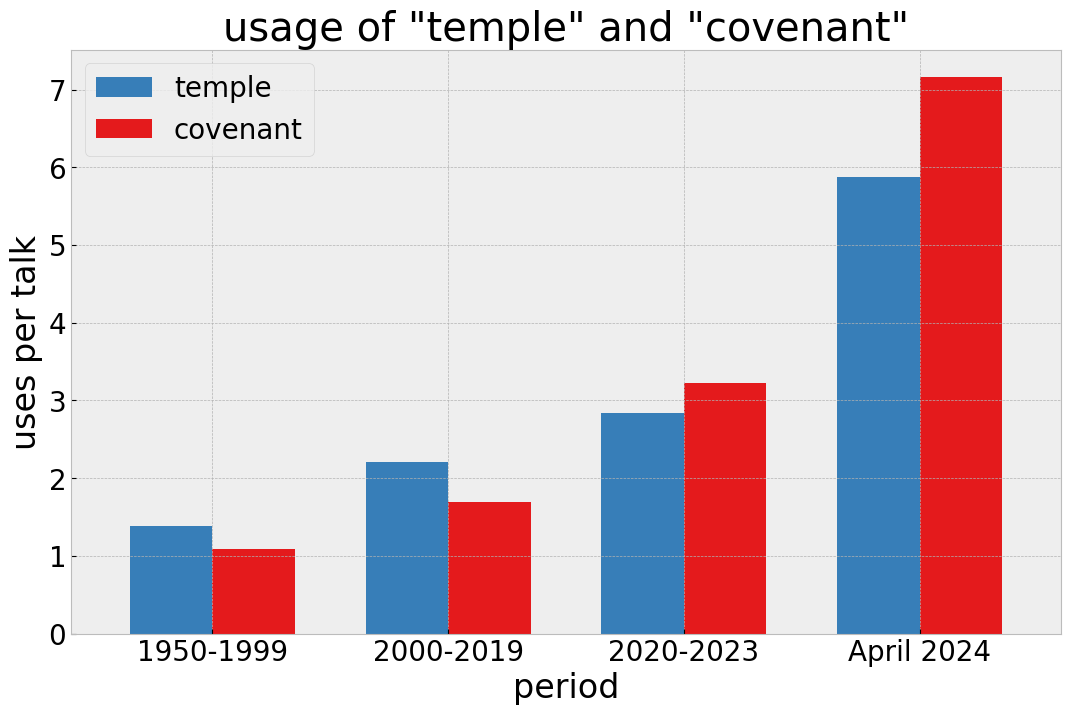 usage of "temple" and "covenant"
temple
covenant
uses per talk
7
6
5
4
3
2
1
0
1950-1999 2000-2019 2020-2023 April 2024
period